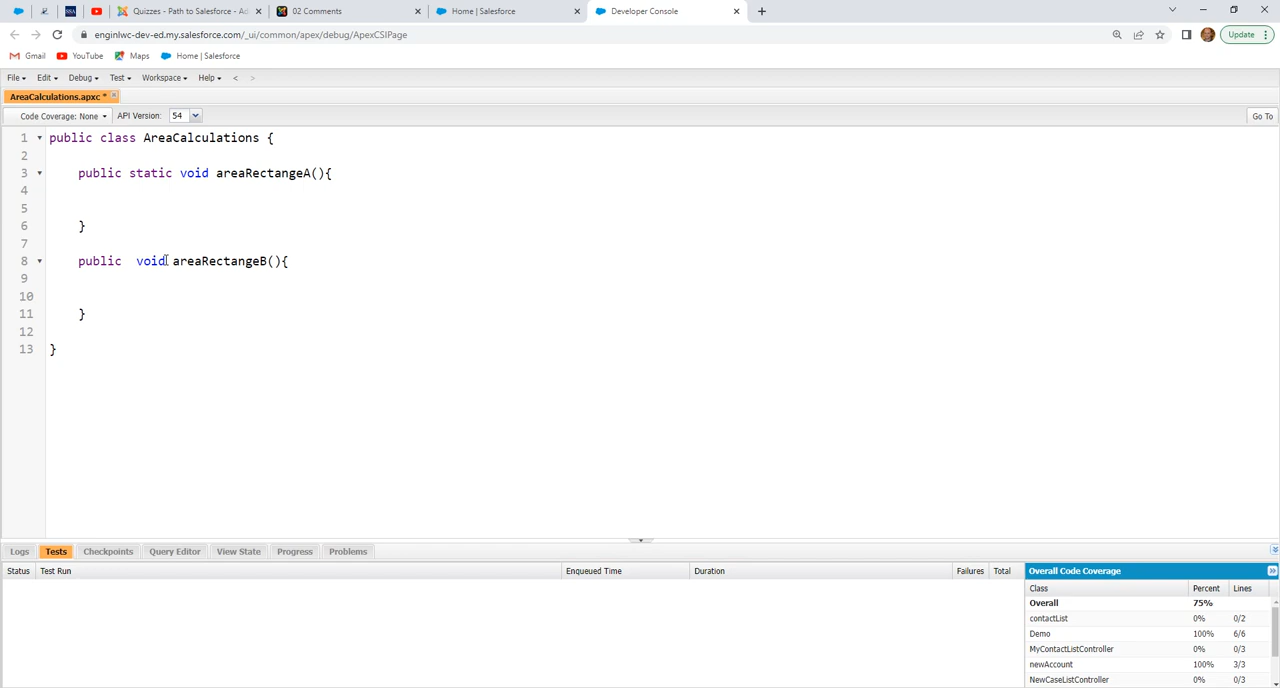 Quizzes - Path to Salesforce - Ad
02 Comments
Home | Salesforce
Developer Console
enginlwc-dev-ed.my.salesforce.com/_ui/common/apex/debug/ApexCSIPage
Update
Gmail YouTube Maps Home | Salesforce
File Edit Debug Test Workspace Help < >
AreaCalculations.apxc *
Code Coverage: None API Version: 54 Go To
1 public class AreaCalculations {
2
3 public static void areaRectangeA(){
4
5
6 }
7
8 public  void areaRectangeB(){
9
10
11 }
12
13 }
Logs Tests Checkpoints Query Editor View State Progress Problems
Status Test Run Enqueued Time Duration Failures Total Overall Code Coverage
Class Percent Lines
Overall 75%
contactList 0% 0/2
Demo 100% 6/6
MyContactListController 0% 0/3
newAccount 100% 3/3
NewCaseListController 0% 0/3